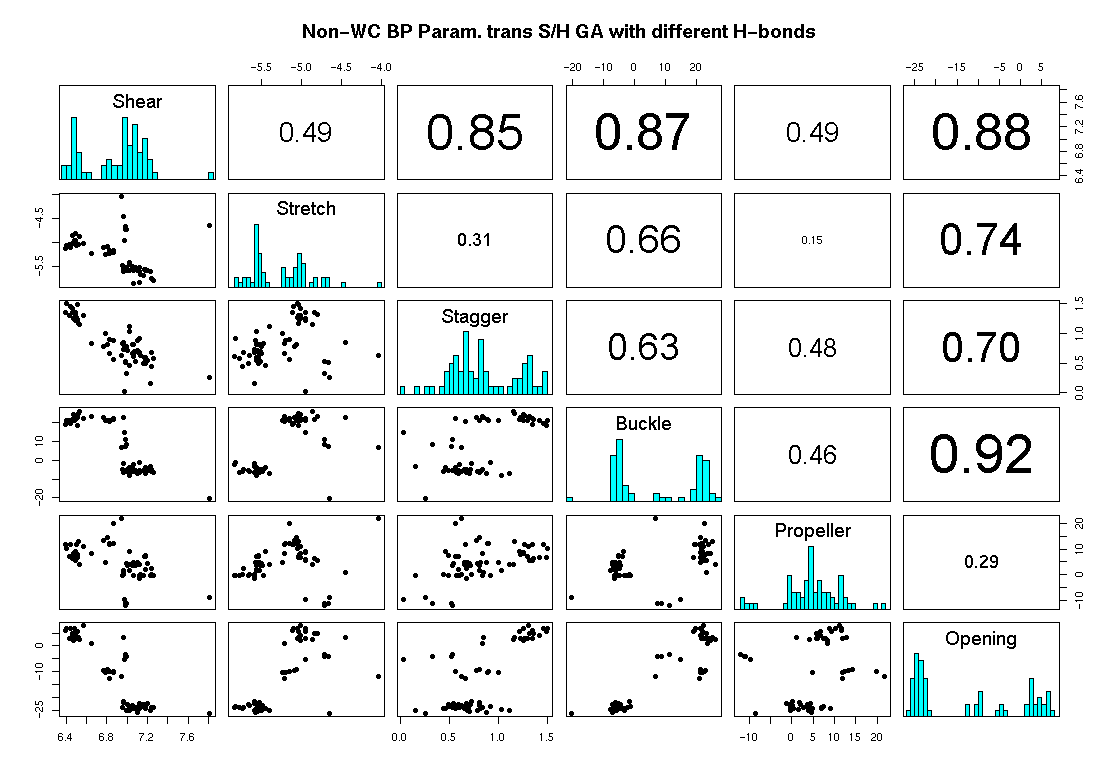 Non−WC BP Param. trans S/H GA with different H−bonds
−5.5 −5.0 −4.5 −4.0 −20 −10 0 10 20 −25 −15 −5 0 5
Shear 0.49 0.85 0.87 0.49 0.88
6.4 6.8 7.2 7.6
−5.5 −4.5
Stretch 0.31 0.66 0.15 0.74
Stagger 0.63 0.48 0.70
0.0 0.5 1.0 1.5
−20 0 10
Buckle 0.46 0.92
Propeller 0.29
−10 0 10 20
−25 −10 0
Opening
6.4 6.8 7.2 7.6 0.0 0.5 1.0 1.5 −10 0 5 10 15 20